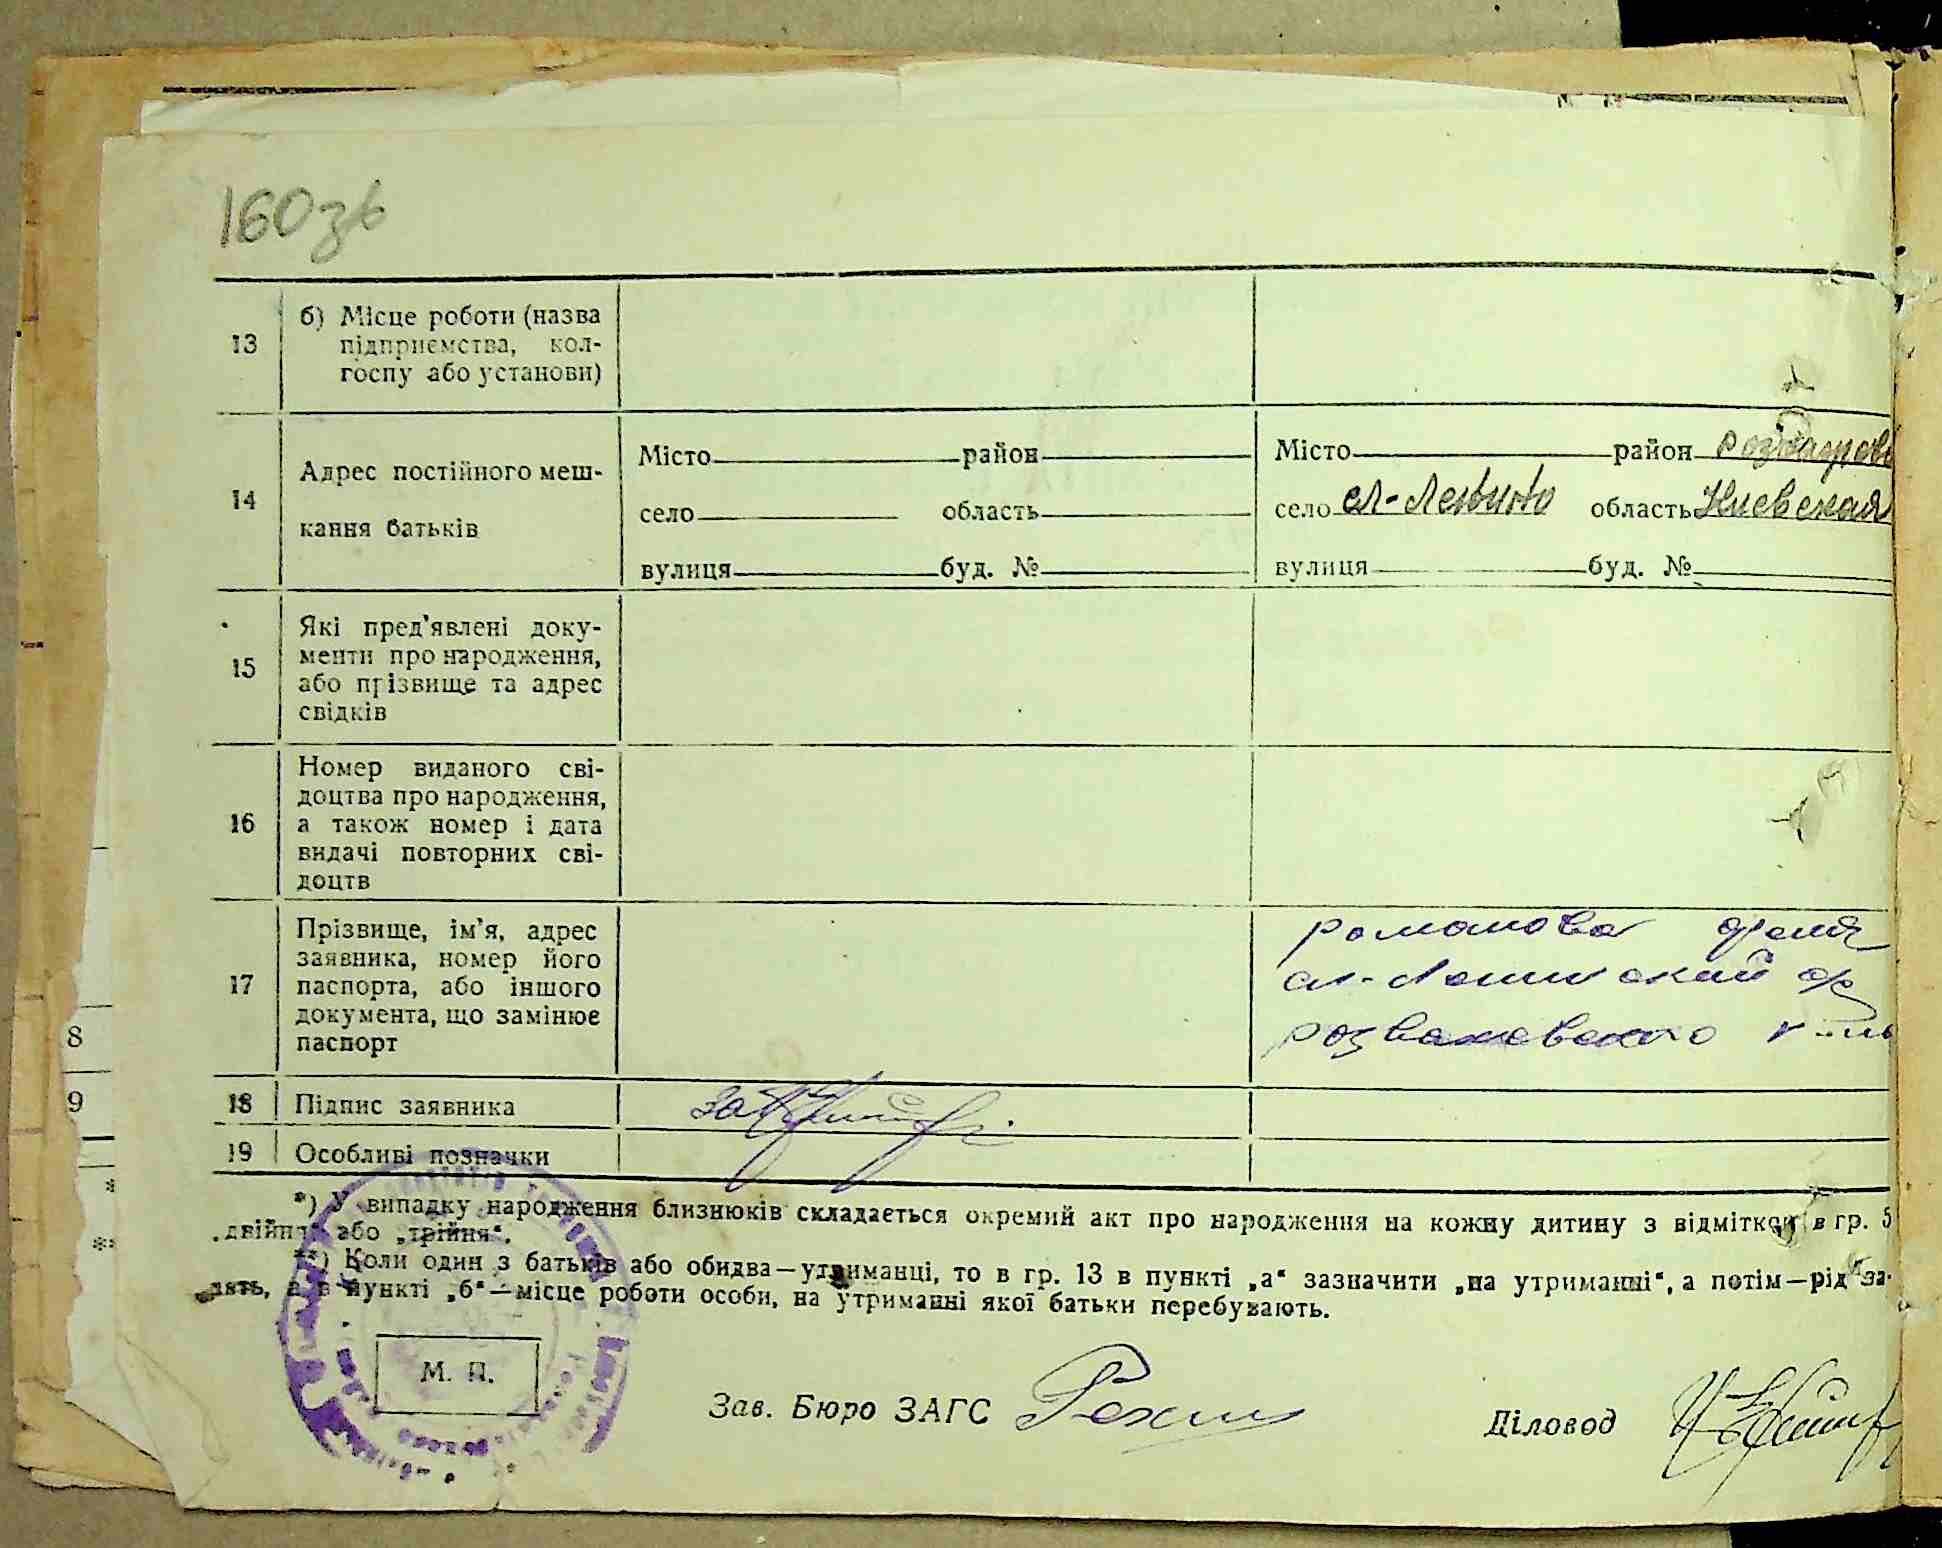 160зв
13 б) Місце роботи (назва
підприємства, кол-
госпу або установи)
14 Адрес постійного меш-
кання батьків
Місто район
село область
вулиця буд. №
Місто район
село сл-Леніно область Киевская
вулиця буд. №
15 Які пред'явлені доку-
менти про народження,
або прізвище та адрес
свідків
16 Номер виданого сві-
доцтва про народження,
а також номер і дата
видачі повторних сві-
доцтв
17 Прізвище, ім'я, адрес
заявника, номер його
паспорта, або іншого
документа, що замінює
паспорт
романова
сл-Ленинский
розважевского
8
9
18 Підпис заявника
19 Особливі позначки
*) У випадку народження близнюків складається окремий акт про народження на кожну дитину з відміткою в гр. 5
„двійня“ або „трійня“.
**) Коли один з батьків або обидва—утриманці, то в гр. 13 в пункті „а“ зазначити „на утриманні“, а потім—рід за-
нять, а в пункті „б“—місце роботи особи, на утриманні якої батьки перебувають.
М. П.
Зав. Бюро ЗАГС
Діловод